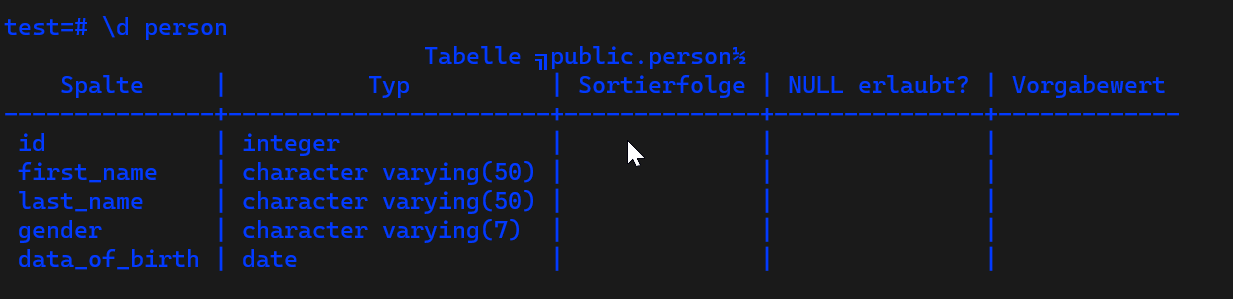 test=# \d person
Tabelle ╗public.person½
Spalte | Typ | Sortierfolge | NULL erlaubt? | Vorgabewert
---------------+-----------------------+--------------+---------------+-------------
id | integer | | |
first_name | character varying(50) | | |
last_name | character varying(50) | | |
gender | character varying(7) | | |
data_of_birth | date | | |